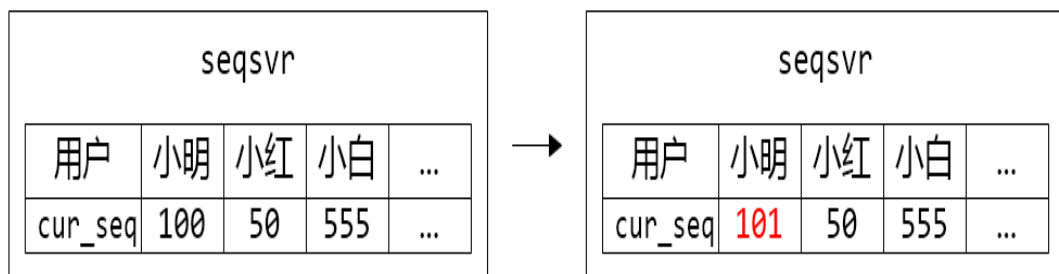 seqsvr
用户 小明 小红 小白 ...
cur_seq 100 50 555 ...
seqsvr
用户 小明 小红 小白 ...
cur_seq 101 50 555 ...